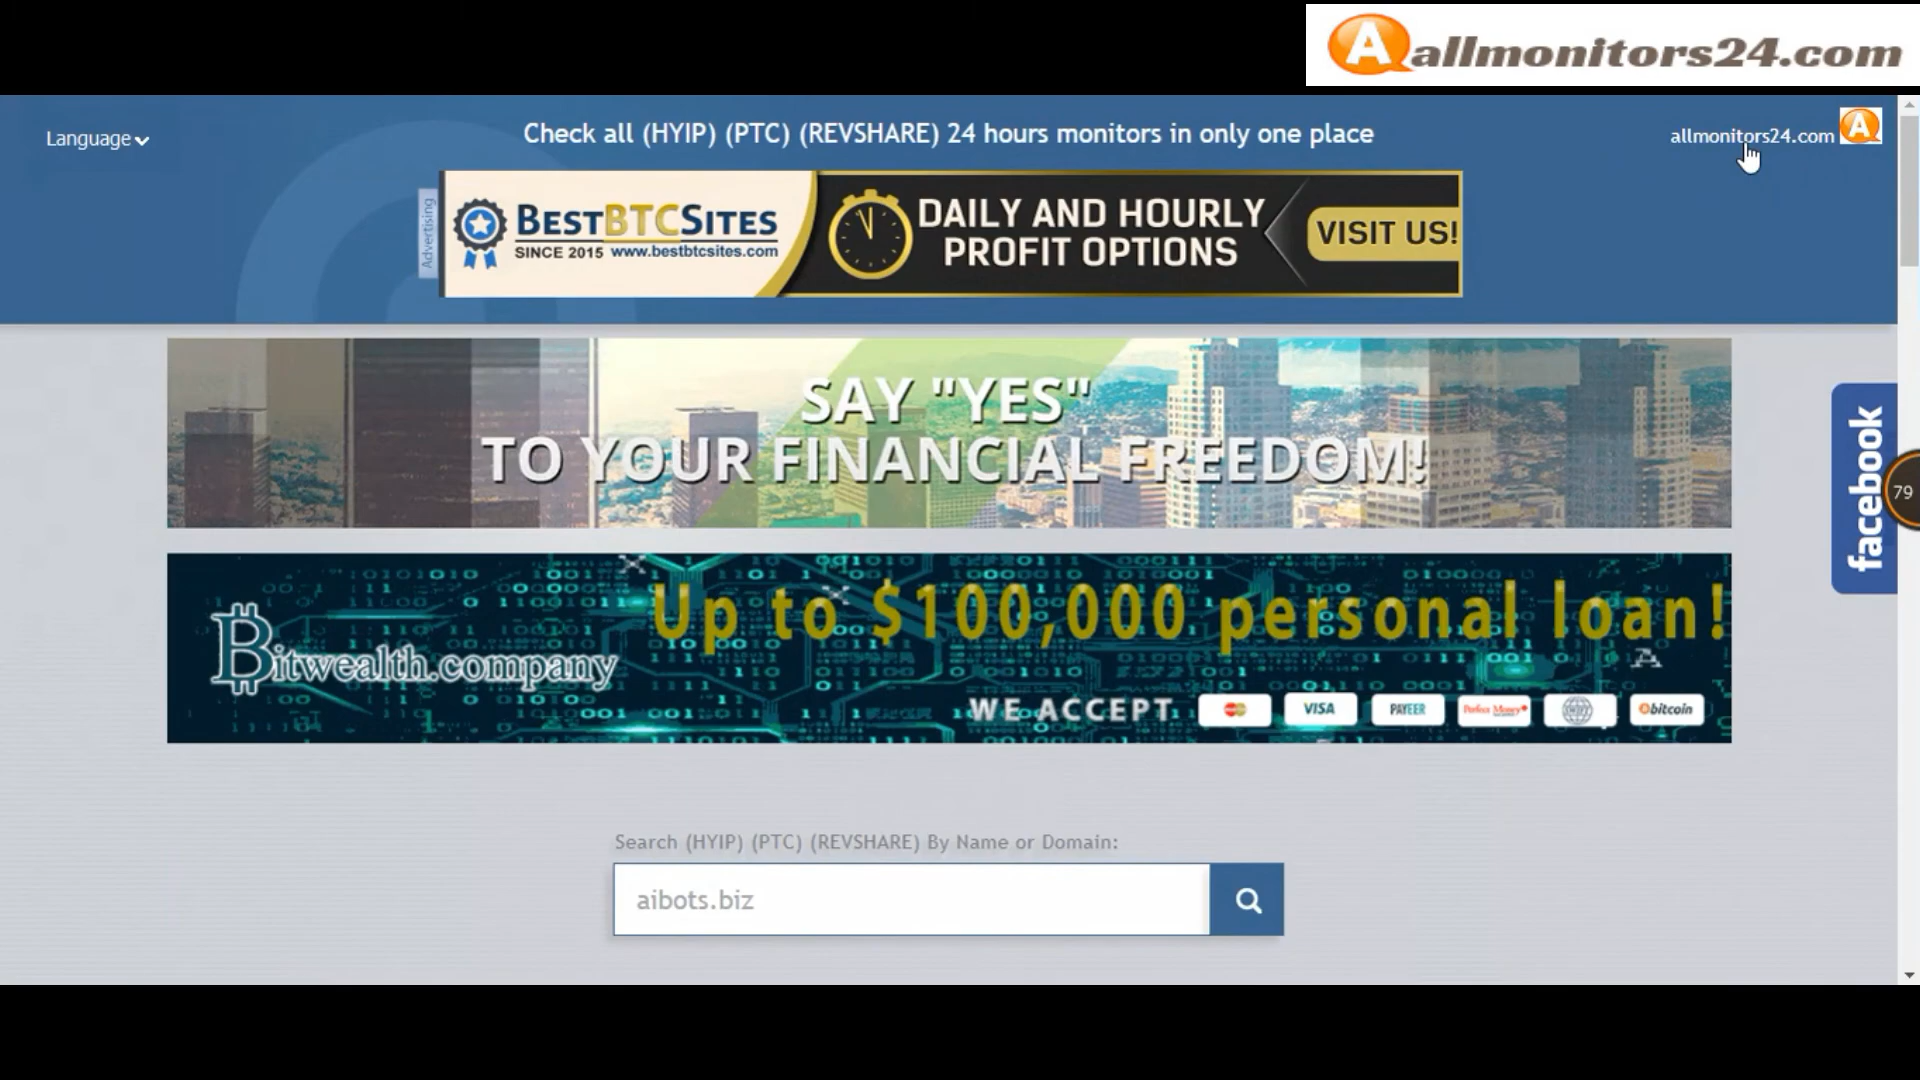 allmonitors24.com
Language
Check all (HYIP) (PTC) (REVSHARE) 24 hours monitors in only one place
allmonitors24.com
Advertising
BESTBTCSITES
SINCE 2015 www.bestbtcsites.com
DAILY AND HOURLY
PROFIT OPTIONS
VISIT US!
SAY "YES"
TO YOUR FINANCIAL FREEDOM!
facebook
79
Up to $100,000 personal loan!
Bitwealth.company
WE ACCEPT
VISA
PAYEER
Perfect Money
bitcoin
Search (HYIP) (PTC) (REVSHARE) By Name or Domain:
aibots.biz